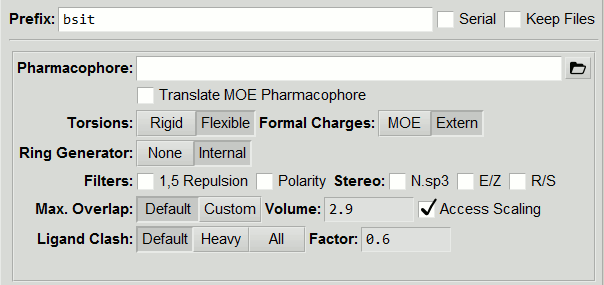 Prefix: bsit Serial Keep Files
Pharmacophore:
Translate MOE Pharmacophore
Torsions: Rigid Flexible Formal Charges: MOE Extern
Ring Generator: None Internal
Filters: 1,5 Repulsion Polarity Stereo: N.sp3 E/Z R/S
Max. Overlap: Default Custom Volume: 2.9 Access Scaling
Ligand Clash: Default Heavy All Factor: 0.6